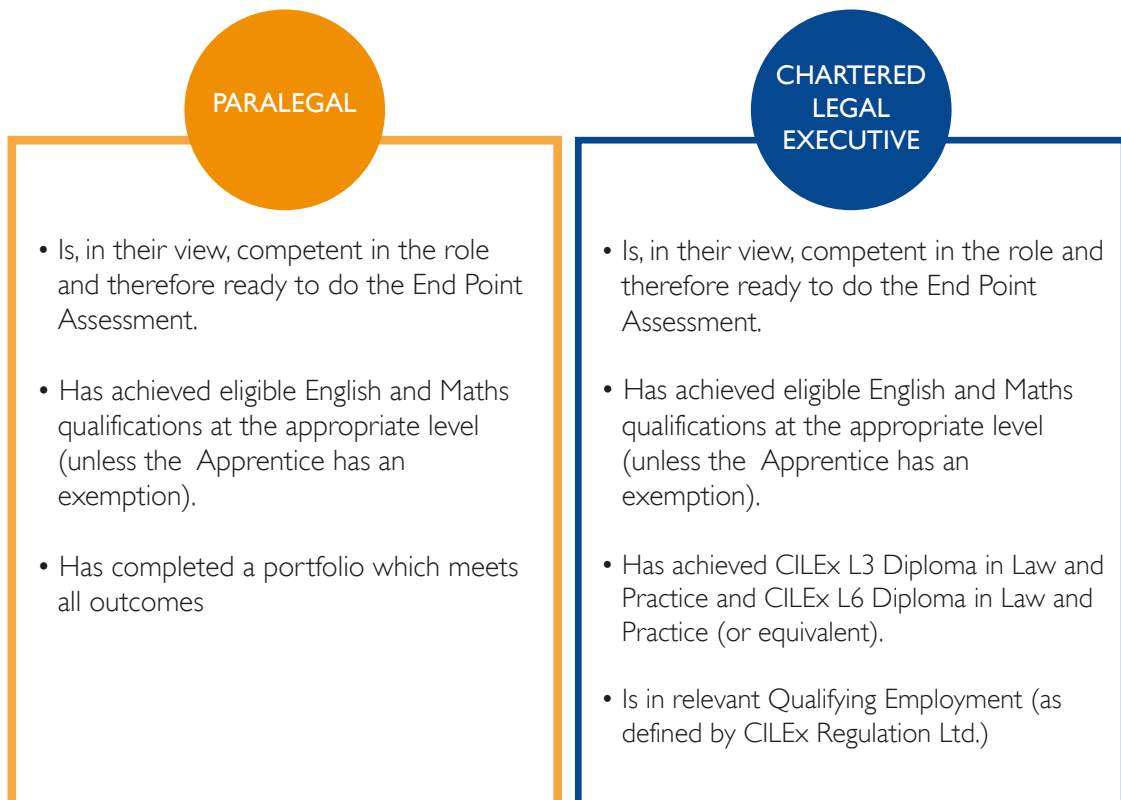 PARALEGAL
• Is, in their view, competent in the role
and therefore ready to do the End Point
Assessment.
• Has achieved eligible English and Maths
qualifications at the appropriate level
(unless the Apprentice has an
exemption).
• Has completed a portfolio which meets
all outcomes
CHARTERED
LEGAL
EXECUTIVE
• Is, in their view, competent in the role and
therefore ready to do the End Point
Assessment.
• Has achieved eligible English and Maths
qualifications at the appropriate level
(unless the Apprentice has an
exemption).
• Has achieved CILEx L3 Diploma in Law and
Practice and CILEx L6 Diploma in Law and
Practice (or equivalent).
• Is in relevant Qualifying Employment (as
defined by CILEx Regulation Ltd.)